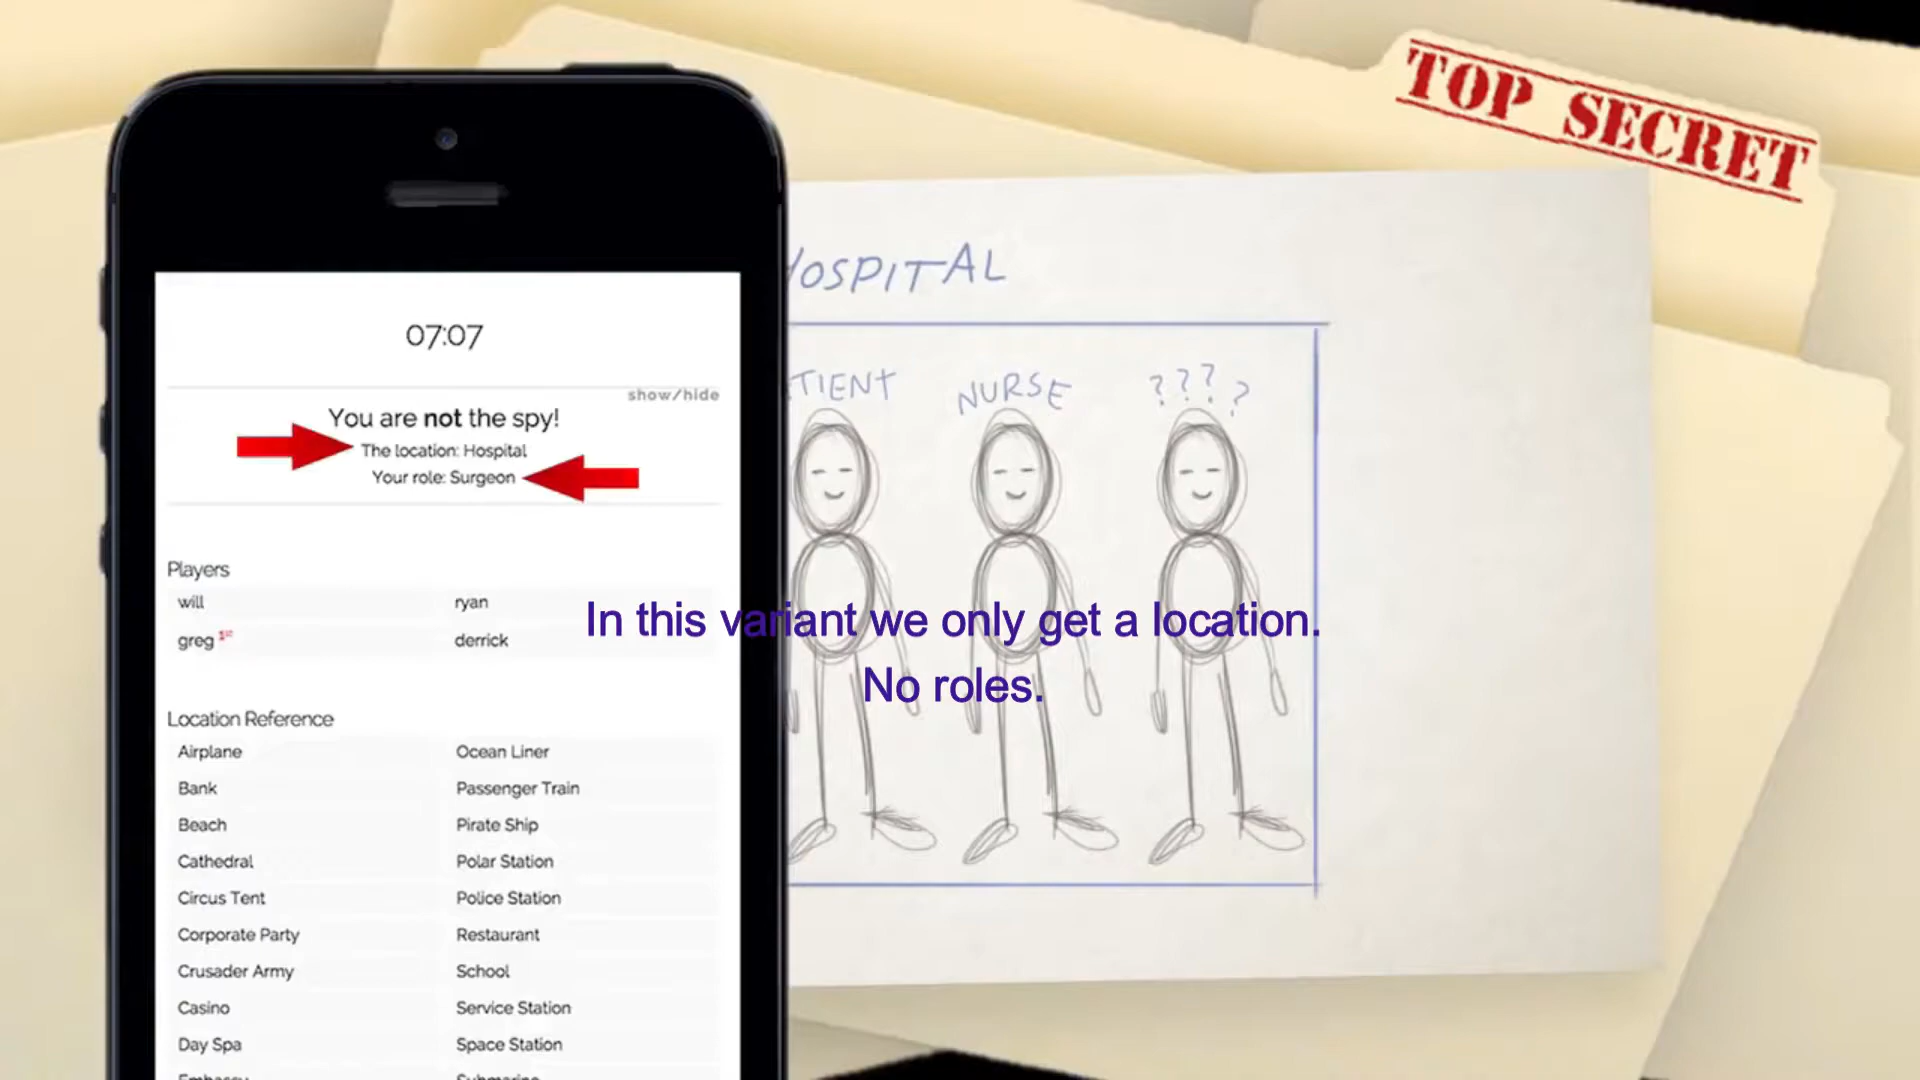 TOP SECRET
07:07
show/hide
You are not the spy!
The location: Hospital
Your role: Surgeon
Players
will
ryan
greg 1st
derrick
Location Reference
Airplane
Ocean Liner
Bank
Passenger Train
Beach
Pirate Ship
Cathedral
Polar Station
Circus Tent
Police Station
Corporate Party
Restaurant
Crusader Army
School
Casino
Service Station
Day Spa
Space Station
Embassy
Submarine
OSPITAL
TIENT
NURSE
????
In this variant we only get a location.
No roles.